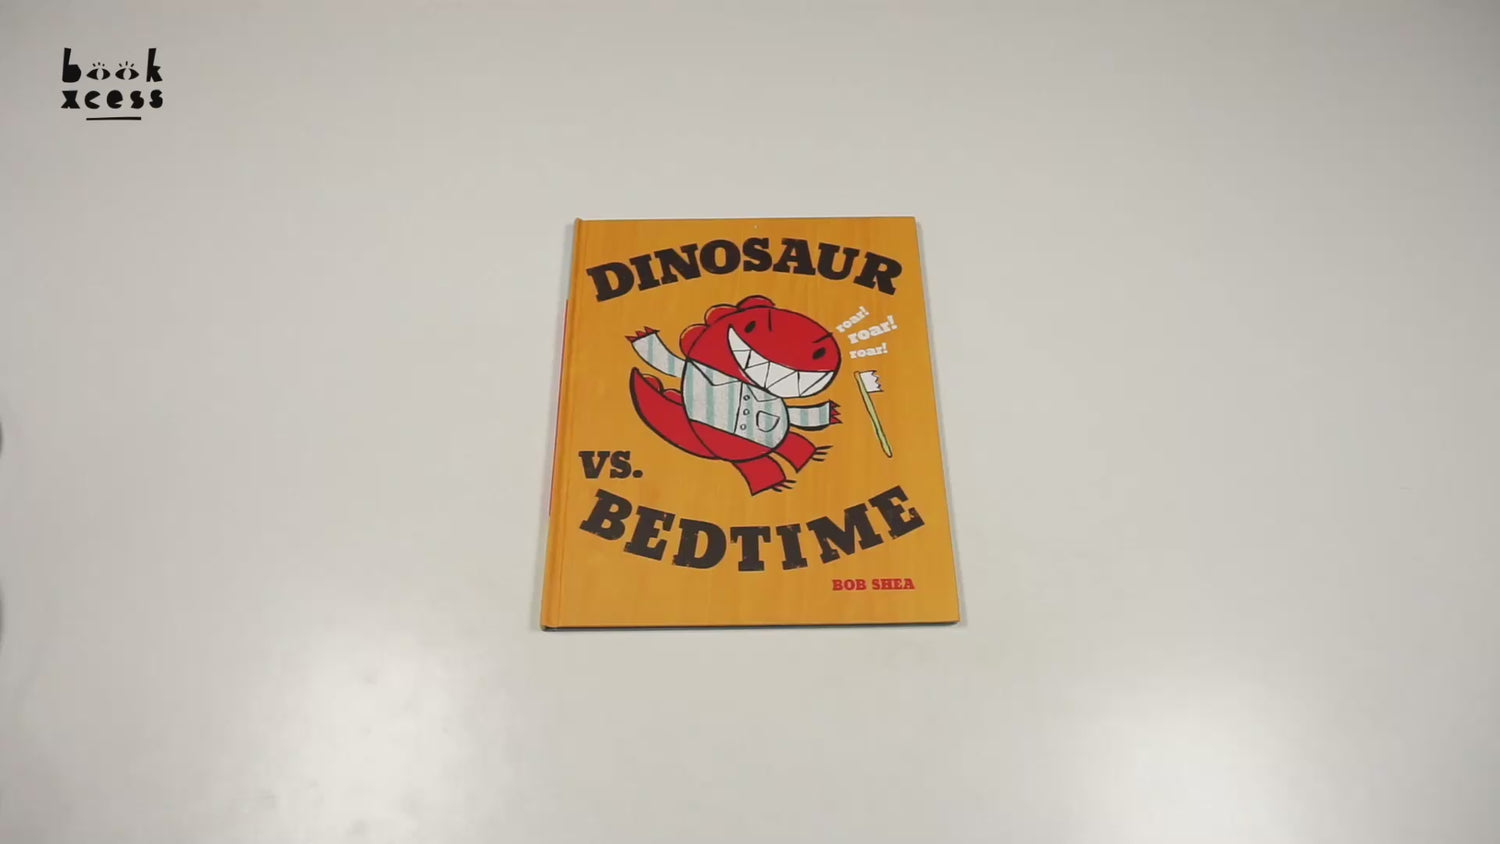 book
xcess
DINOSAUR
roar!
roar!
roar!
VS.
BEDTIME
BOB SHEA